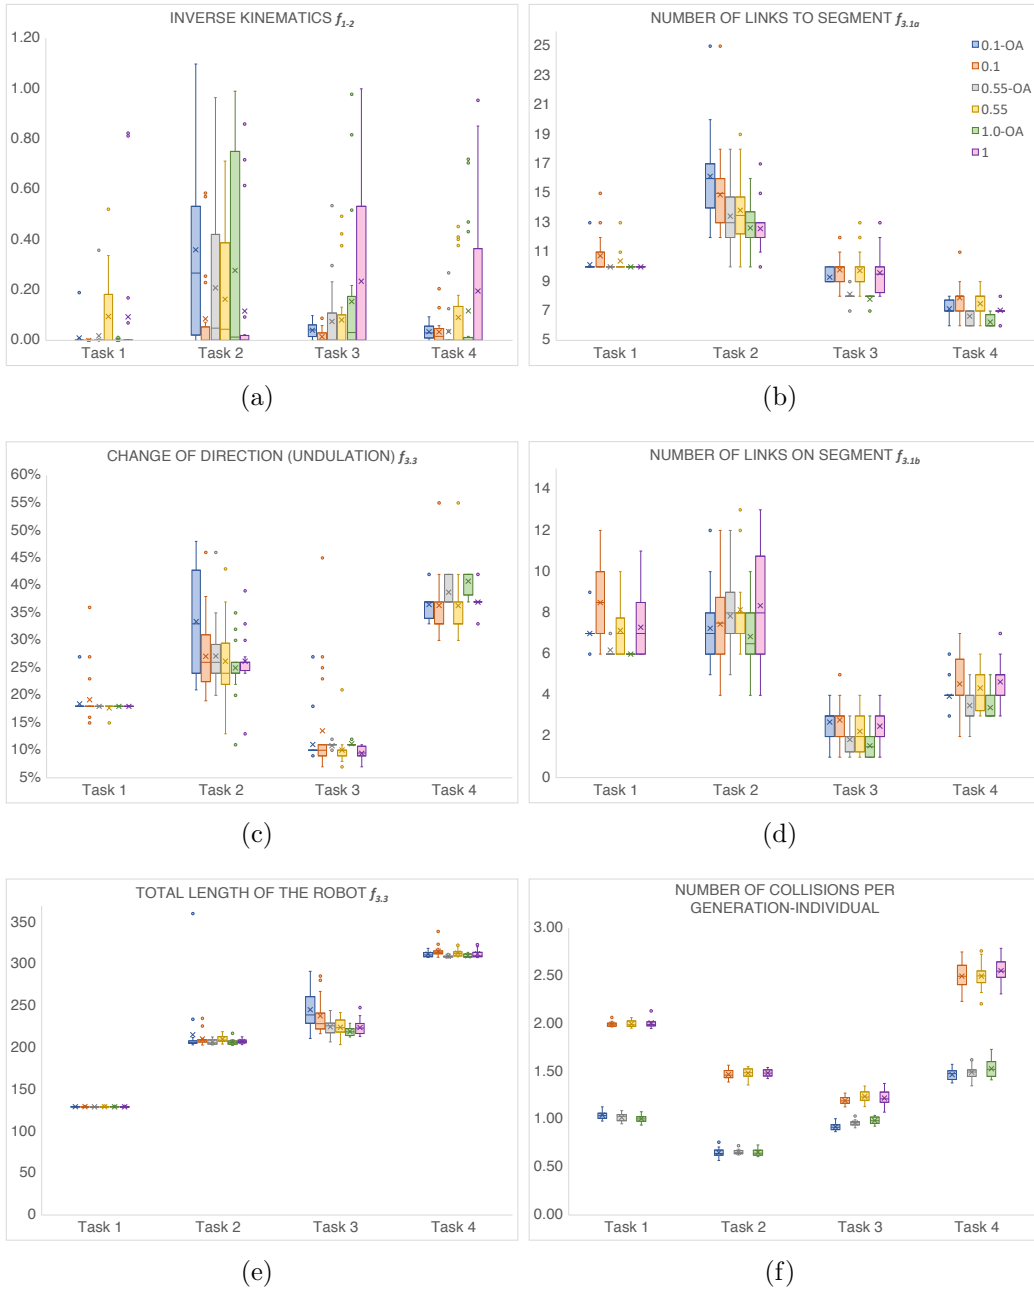 INVERSE KINEMATICS f1-2
1.20
1.00
0.80
0.60
0.40
0.20
0.00
Task 1 Task 2 Task 3 Task 4
(a)
NUMBER OF LINKS TO SEGMENT f3.1a
25
23
21
19
17
15
13
11
9
7
5
0.1-OA
0.1
0.55-OA
0.55
1.0-OA
1
Task 1 Task 2 Task 3 Task 4
(b)
CHANGE OF DIRECTION (UNDULATION) f3.3
60%
55%
50%
45%
40%
35%
30%
25%
20%
15%
10%
5%
Task 1 Task 2 Task 3 Task 4
(c)
NUMBER OF LINKS ON SEGMENT f3.1b
14
12
10
8
6
4
2
0
Task 1 Task 2 Task 3 Task 4
(d)
TOTAL LENGTH OF THE ROBOT f3.3
350
300
250
200
150
100
50
0
Task 1 Task 2 Task 3 Task 4
(e)
NUMBER OF COLLISIONS PER
GENERATION-INDIVIDUAL
3.00
2.50
2.00
1.50
1.00
0.50
0.00
Task 1 Task 2 Task 3 Task 4
(f)